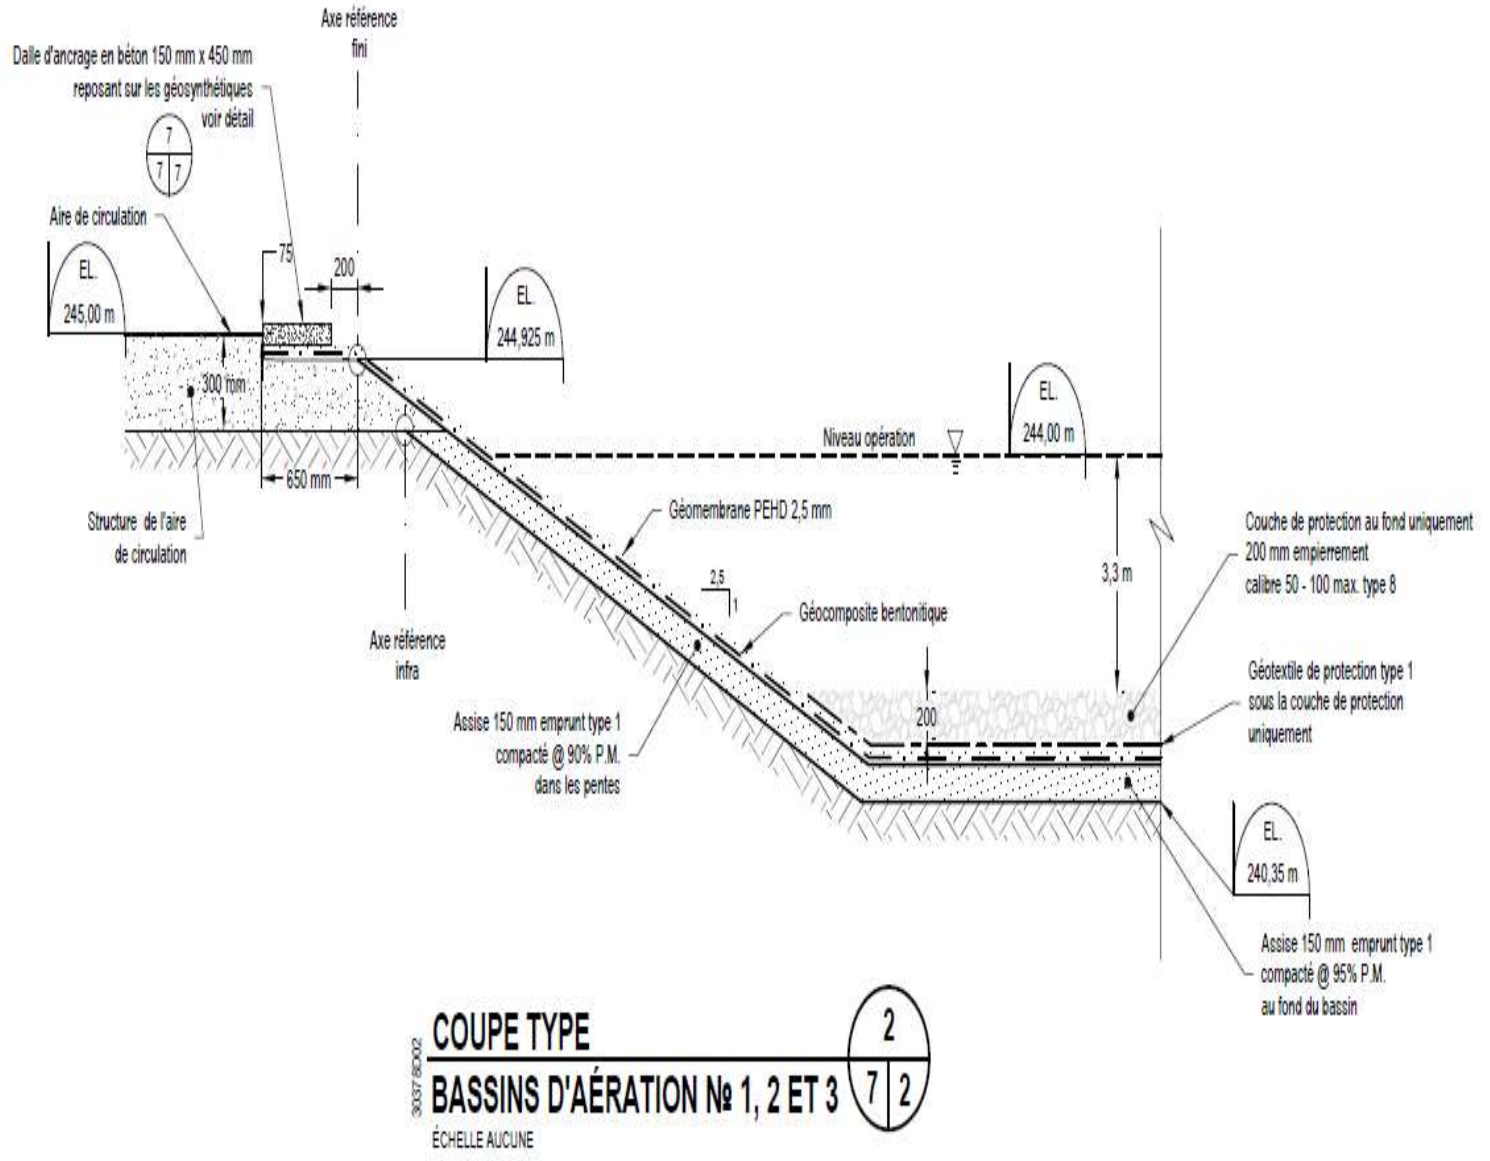 Axe référence
fini
Dalle d'ancrage en béton 150 mm x 450 mm
reposant sur les géosynthétiques
voir détail
7
7 7
Aire de circulation
EL.
245,00 m
75
200
EL.
244,925 m
300 mm
650 mm
Structure de l'aire
de circulation
Axe référence
infra
Niveau opération
EL.
244,00 m
Géomembrane PEHD 2,5 mm
3,3 m
2,5
1
Géocomposite bentonitique
Couche de protection au fond uniquement
200 mm empierrement
calibre 50 - 100 max. type 8
Géotextile de protection type 1
sous la couche de protection
uniquement
200
Assise 150 mm emprunt type 1
compacté @ 90% P.M.
dans les pentes
EL.
240,35 m
Assise 150 mm emprunt type 1
compacté @ 95% P.M.
au fond du bassin
COUPE TYPE
BASSINS D'AÉRATION № 1, 2 ET 3
ÉCHELLE AUCUNE
2
7 2